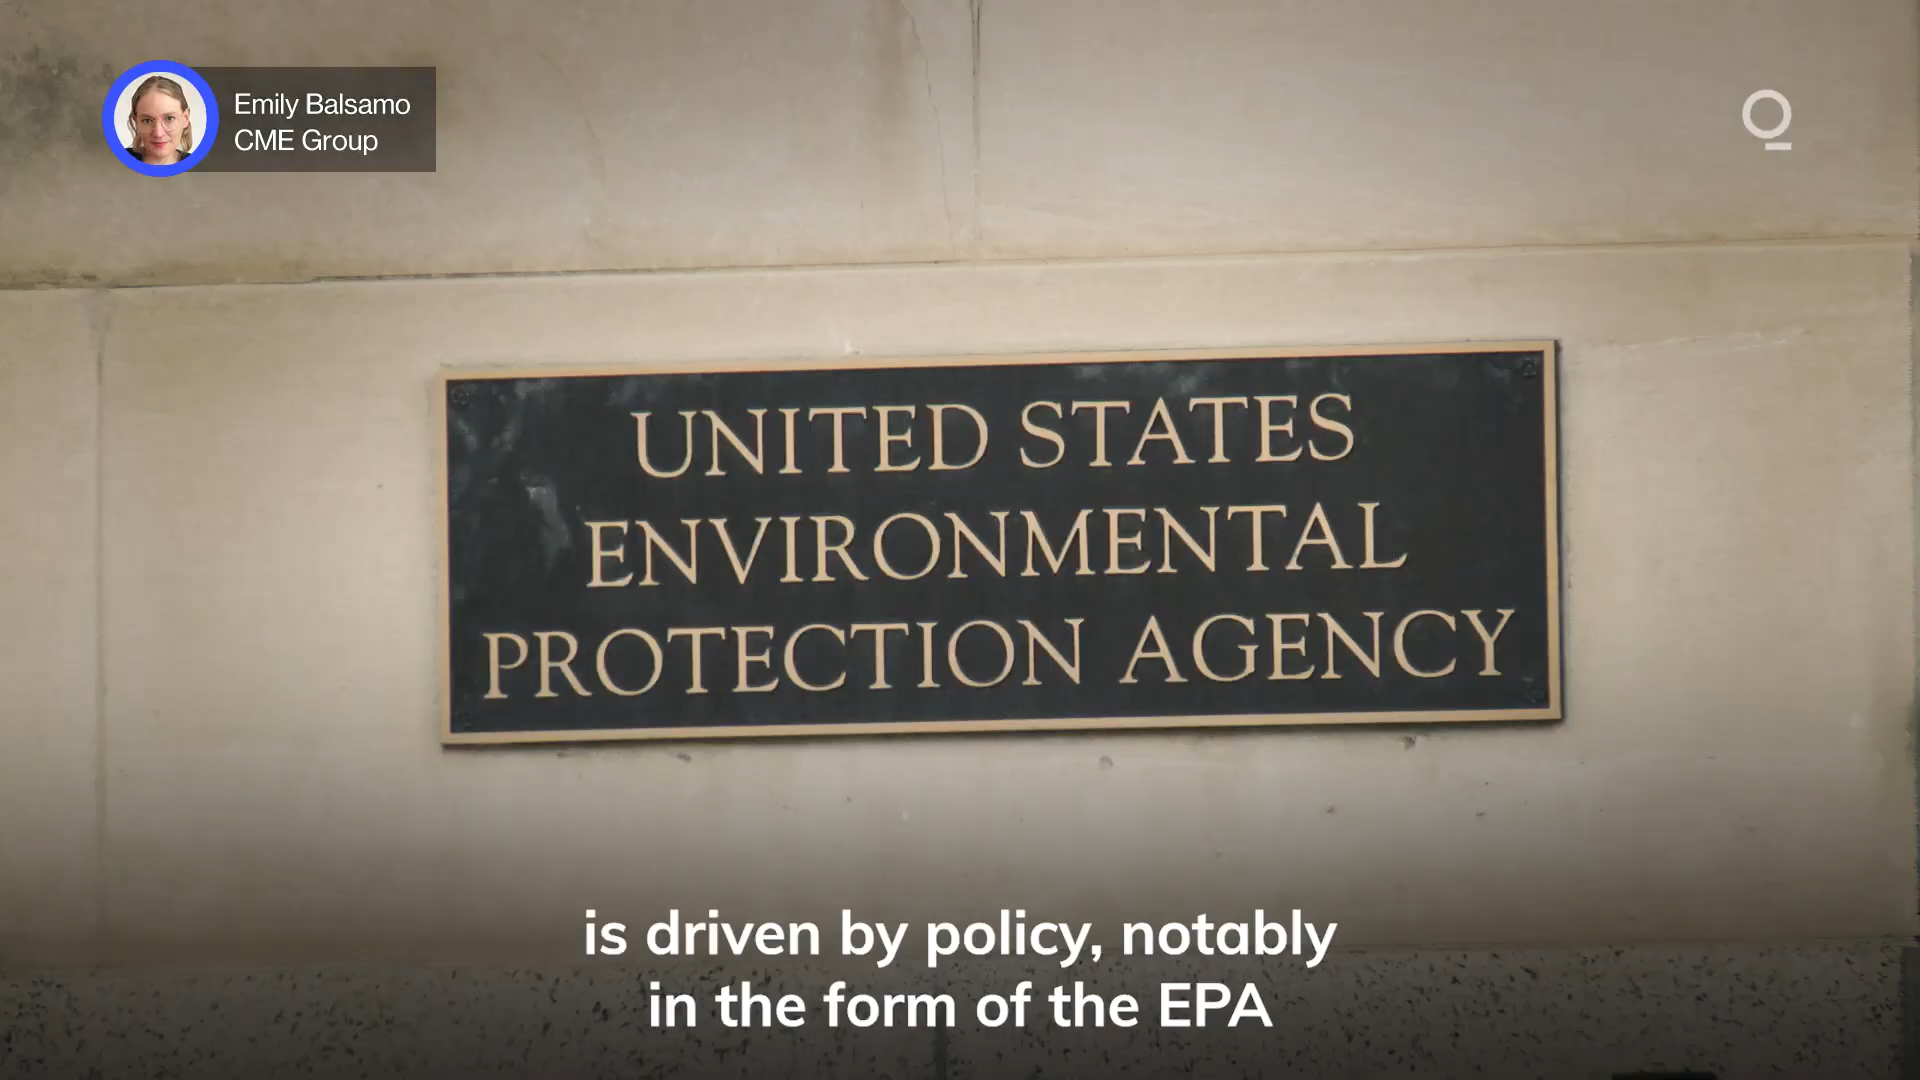 Emily Balsamo
CME Group
UNITED STATES
ENVIRONMENTAL
PROTECTION AGENCY
is driven by policy, notably
in the form of the EPA